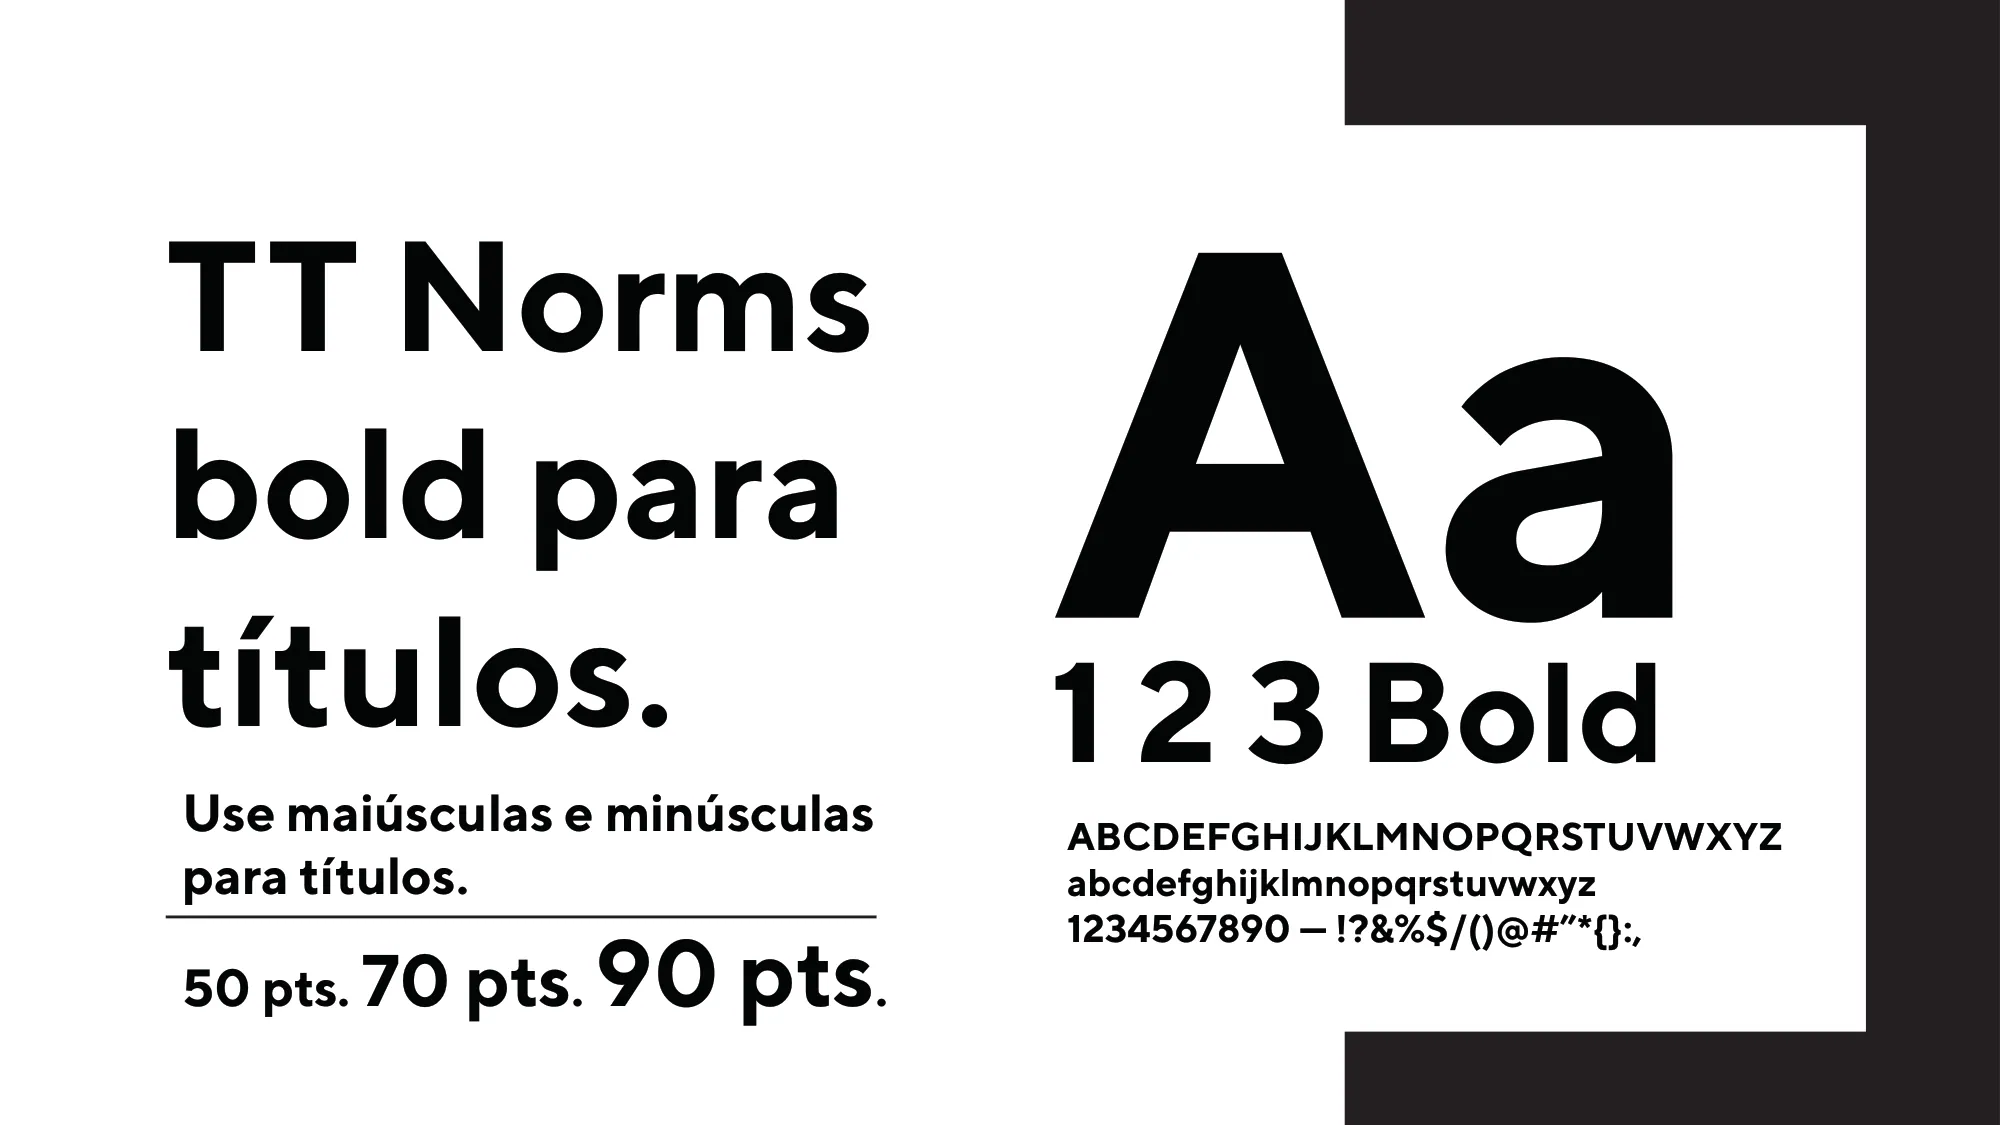 TT Norms
bold para
títulos.
Use maiúsculas e minúsculas
para títulos.
50 pts. 70 pts. 90 pts.
Aa
1 2 3 Bold
ABCDEFGHIJKLMNOPQRSTUVWXYZ
abcdefghijklmnopqrstuvwxyz
1234567890 — !?&%$/()@#”*{}:,